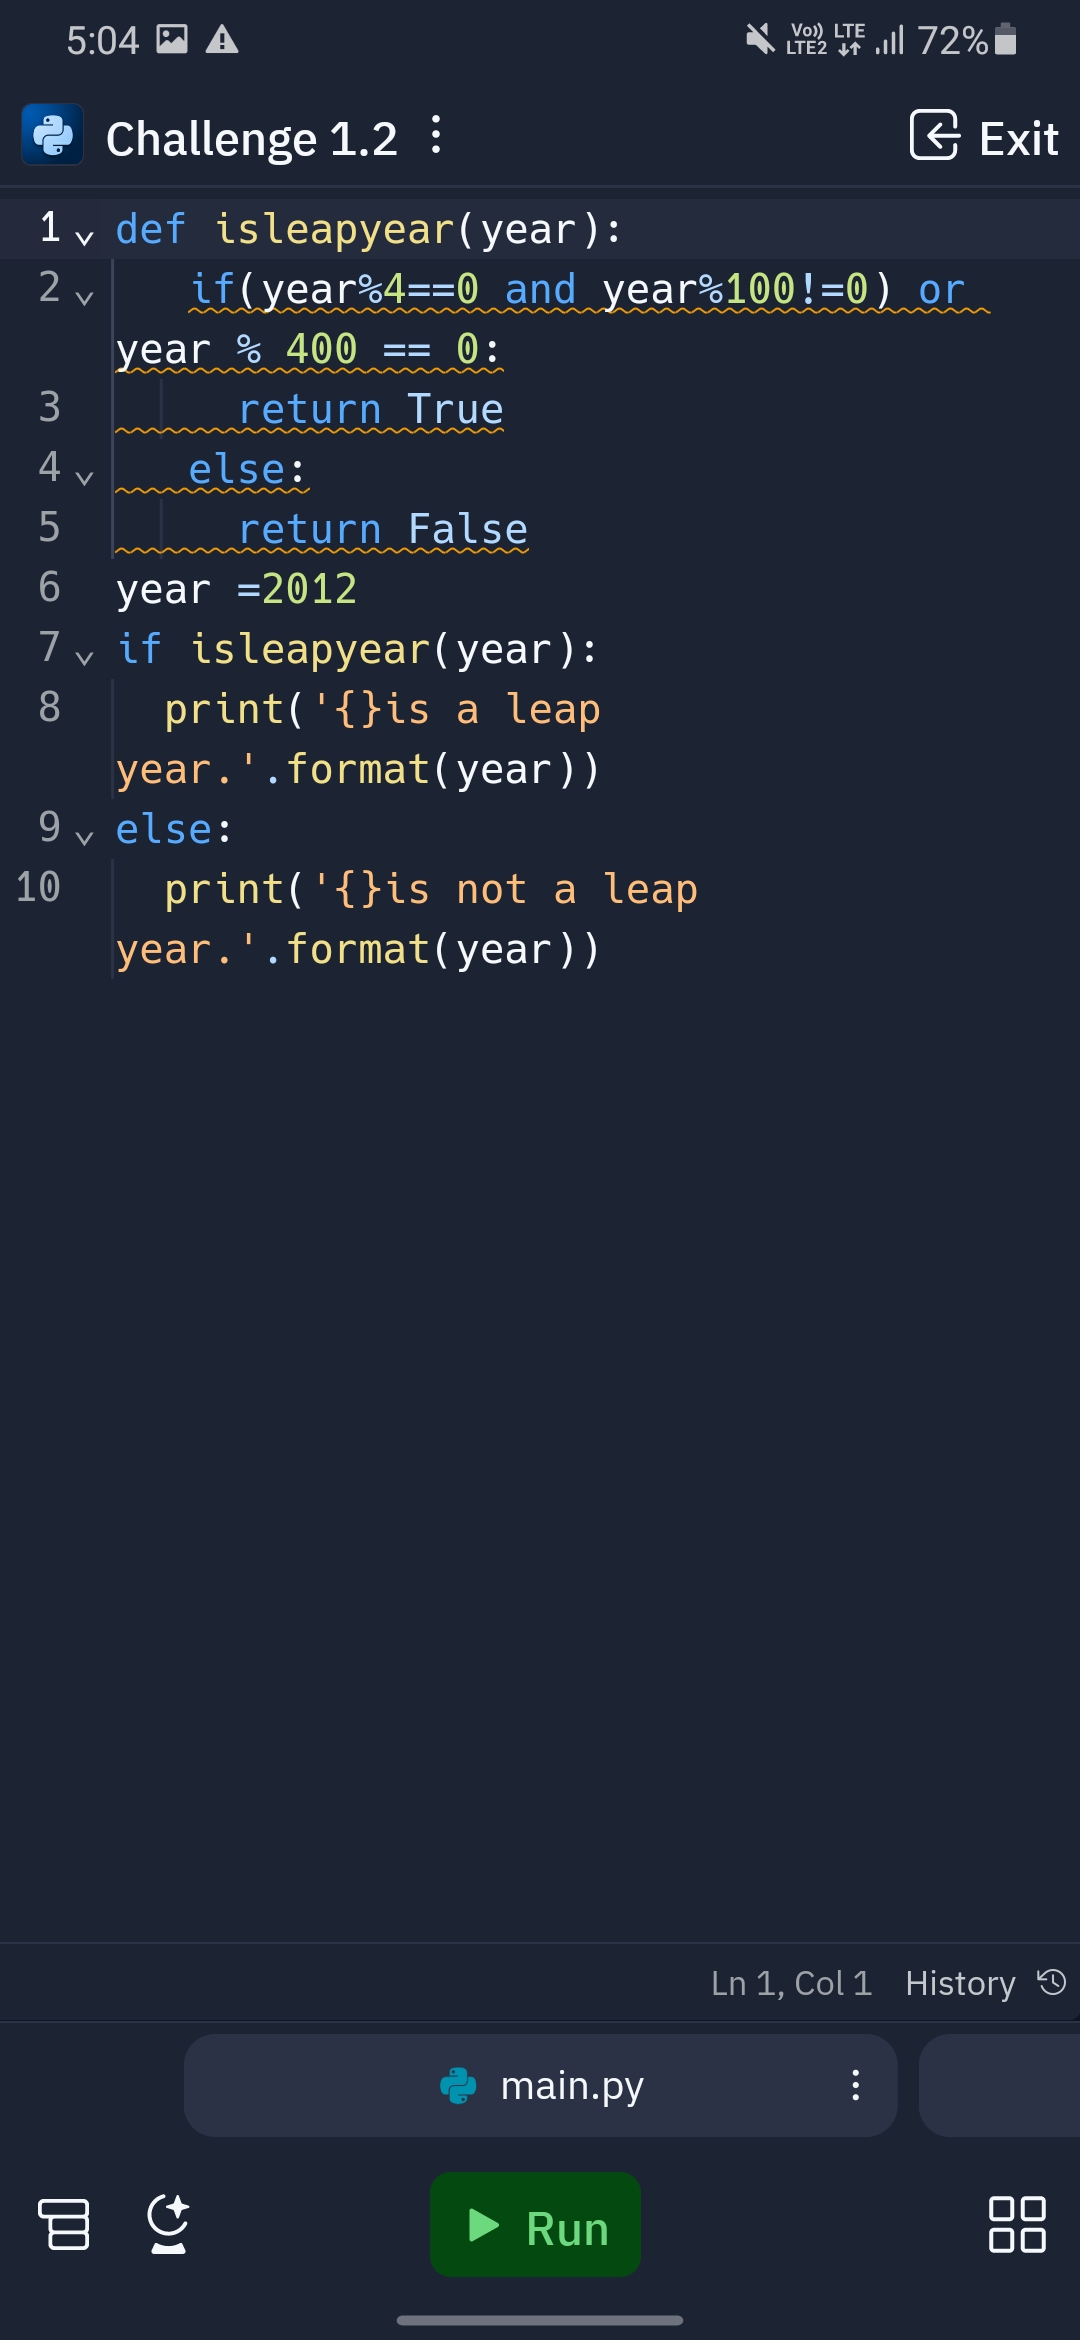 5:04 Vo)) LTE2 LTE 72%
Challenge 1.2 Exit
1 def isleapyear(year):
2 if(year%4==0 and year%100!=0) or
year % 400 == 0:
3 return True
4 else:
5 return False
6 year =2012
7 if isleapyear(year):
8 print('{}is a leap
year.'.format(year))
9 else:
10 print('{}is not a leap
year.'.format(year))
Ln 1, Col 1 History
main.py
Run